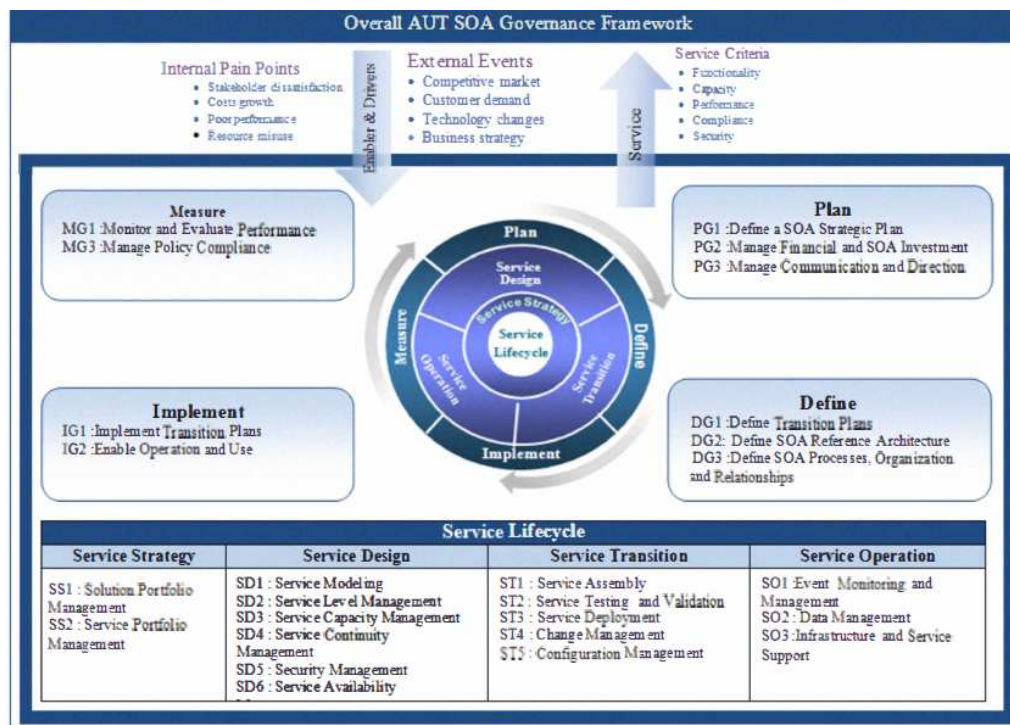 Overall AUT SOA Governance Framework
Internal Pain Points
• Stakeholder dissatisfaction
• Costs growth
• Poor performance
• Resource misuse
Enabler & Drivers
External Events
• Competitive market
• Customer demand
• Technology changes
• Business strategy
Service
Service Criteria
• Functionality
• Capacity
• Performance
• Compliance
• Security
Measure
MG1 :Monitor and Evaluate Performance
MG3 :Manage Policy Compliance
Plan
PG1 :Define a SOA Strategic Plan
PG2 :Manage Financial and SOA Investment
PG3 :Manage Communication and Direction
Plan
Define
Implement
Measure
Service
Design
Service
Transition
Service
Operation
Service Strategy
Service
Lifecycle
Implement
IG1 :Implement Transition Plans
IG2 :Enable Operation and Use
Define
DG1 :Define Transition Plans
DG2: Define SOA Reference Architecture
DG3 :Define SOA Processes, Organization
and Relationships
Service Lifecycle
Service Strategy
SS1 : Solution Portfolio
Management
SS2 : Service Portfolio
Management
Service Design
SD1 : Service Modeling
SD2 : Service Level Management
SD3 : Service Capacity Management
SD4 : Service Continuity
Management
SD5 : Security Management
SD6 : Service Availability
Service Transition
ST1 : Service Assembly
ST2 : Service Testing and Validation
ST3 : Service Deployment
ST4 : Change Management
ST5 : Configuration Management
Service Operation
SO1 :Event Monitoring and
Management
SO2 : Data Management
SO3 :Infrastructure and Service
Support